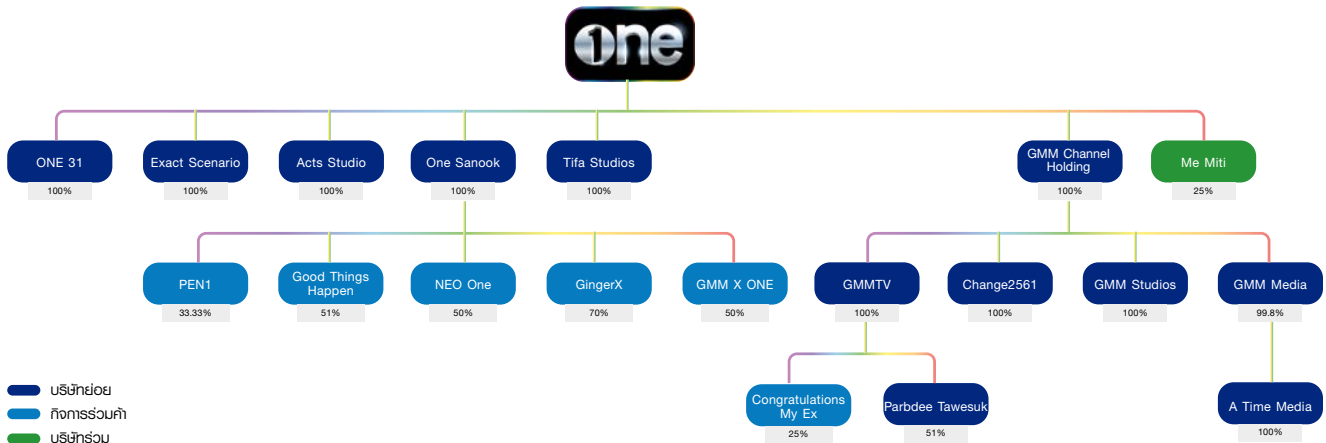 one
ONE 31
Exact Scenario
Acts Studio
One Sanook
Tifa Studios
GMM Channel
Holding
Me Miti
100%
100%
100%
100%
100%
100%
25%
PEN1
Good Things
Happen
NEO One
GingerX
GMM X ONE
GMMTV
Change2561
GMM Studios
GMM Media
33.33%
51%
50%
70%
50%
100%
100%
100%
99.8%
Congratulations
My Ex
Parbdee Tawesuk
A Time Media
25%
51%
100%
บริษัทย่อย
กิจการร่วมค้า
บริษัทร่วม